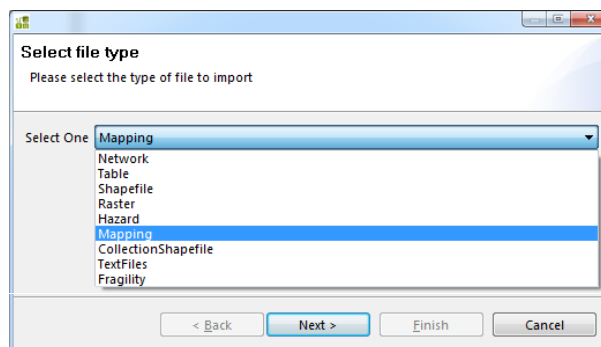 Select file type
Please select the type of file to import
Select One Mapping
Network
Table
Shapefile
Raster
Hazard
Mapping
CollectionShapefile
TextFiles
Fragility
< Back Next > Finish Cancel